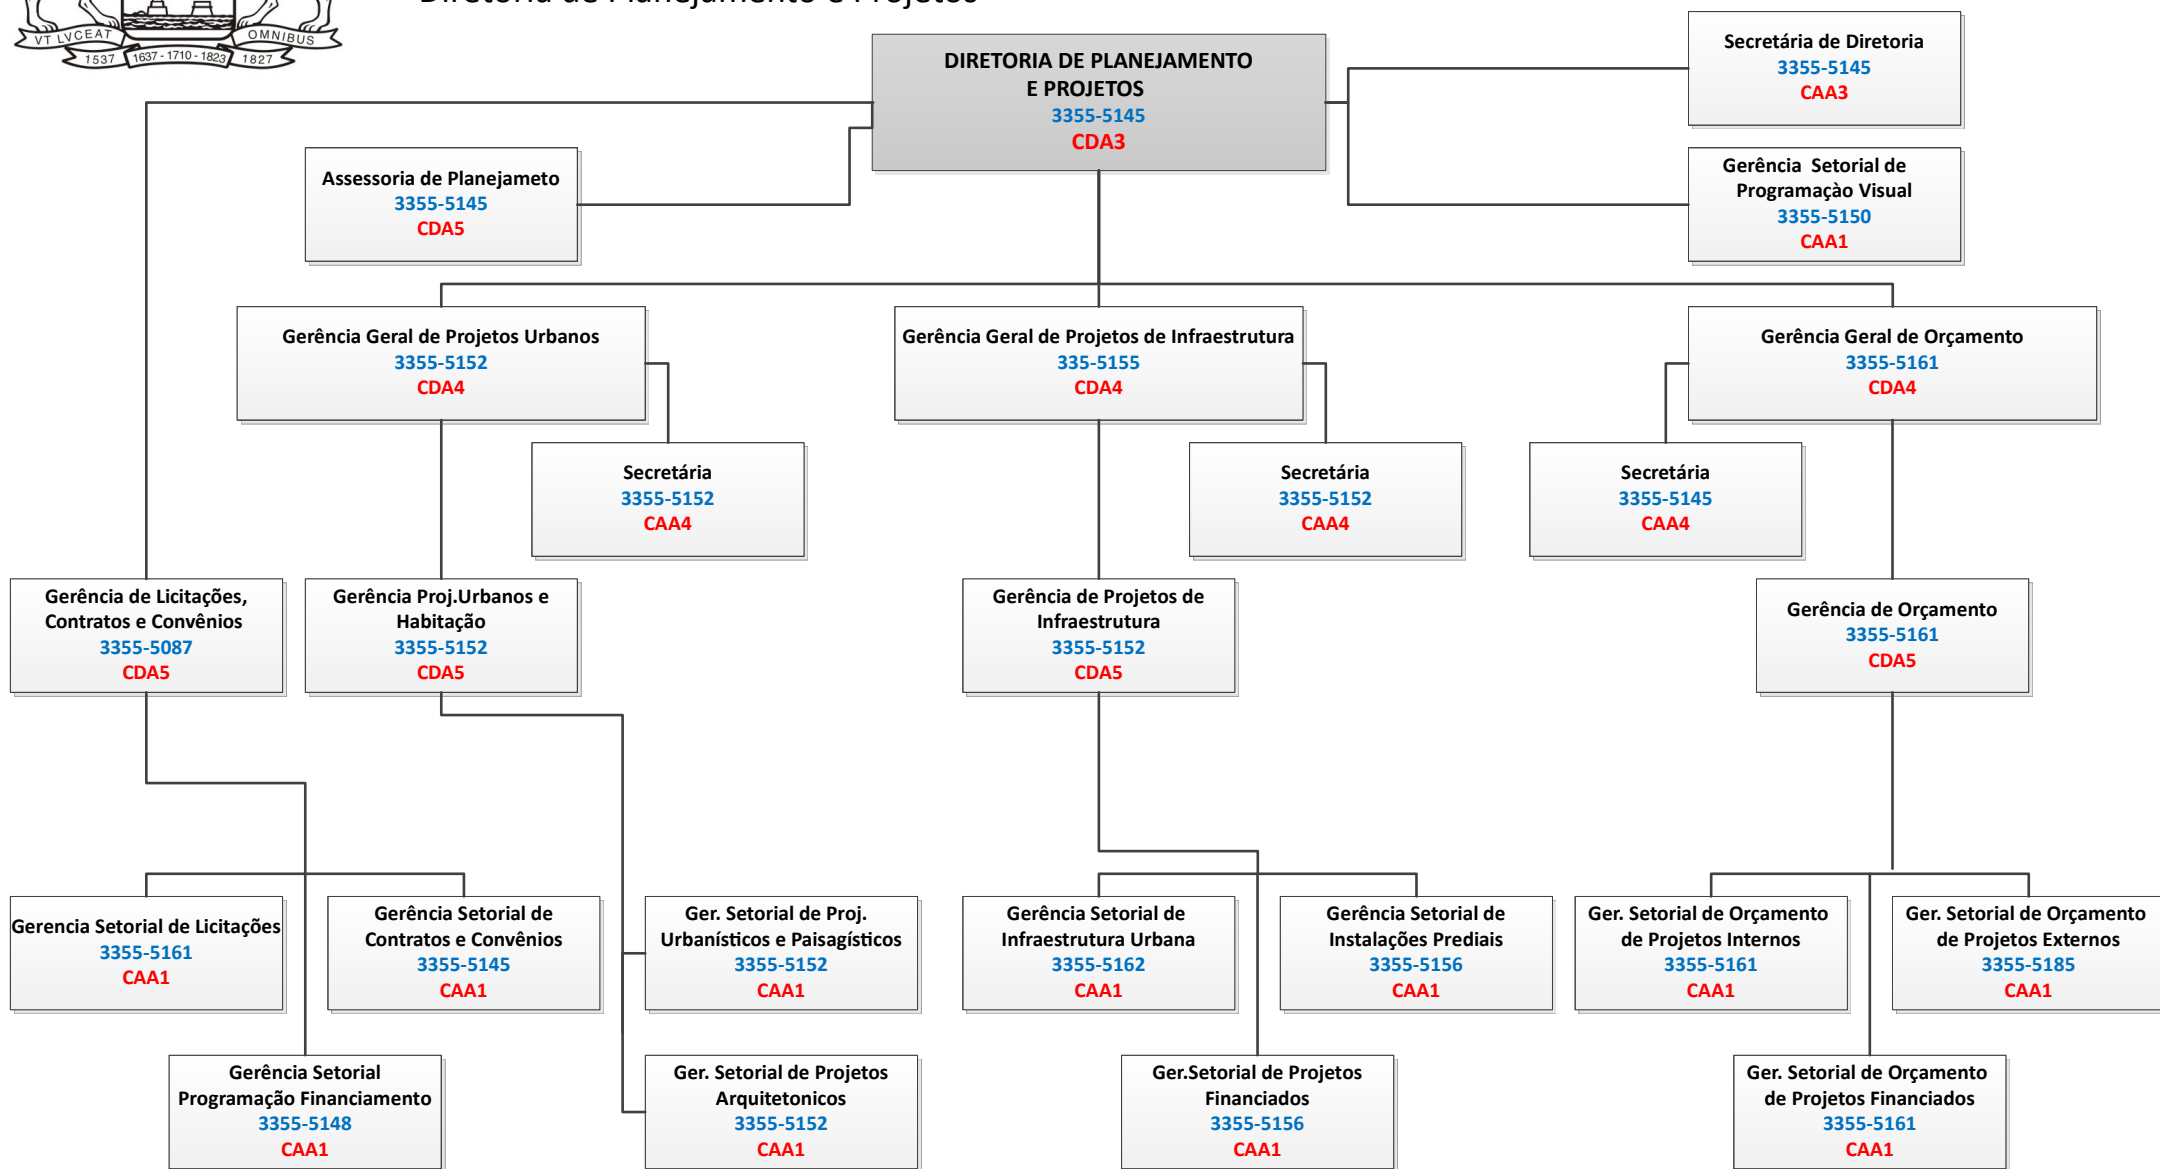 Diretoria de Planejamento e Projetos
VT LVCEAT
OMNIBUS
1537
1637 - 1710 - 1823
1827
DIRETORIA DE PLANEJAMENTO
E PROJETOS
3355-5145
CDA3
Secretária de Diretoria
3355-5145
CAA3
Assessoria de Planejameto
3355-5145
CDA5
Gerência Setorial de
Programaçào Visual
3355-5150
CAA1
Gerência Geral de Projetos Urbanos
3355-5152
CDA4
Gerência Geral de Projetos de Infraestrutura
335-5155
CDA4
Gerência Geral de Orçamento
3355-5161
CDA4
Secretária
3355-5152
CAA4
Secretária
3355-5152
CAA4
Secretária
3355-5145
CAA4
Gerência de Licitações,
Contratos e Convênios
3355-5087
CDA5
Gerência Proj.Urbanos e
Habitação
3355-5152
CDA5
Gerência de Projetos de
Infraestrutura
3355-5152
CDA5
Gerência de Orçamento
3355-5161
CDA5
Gerencia Setorial de Licitações
3355-5161
CAA1
Gerência Setorial de
Contratos e Convênios
3355-5145
CAA1
Ger. Setorial de Proj.
Urbanísticos e Paisagísticos
3355-5152
CAA1
Gerência Setorial de
Infraestrutura Urbana
3355-5162
CAA1
Gerência Setorial de
Instalações Prediais
3355-5156
CAA1
Ger. Setorial de Orçamento
de Projetos Internos
3355-5161
CAA1
Ger. Setorial de Orçamento
de Projetos Externos
3355-5185
CAA1
Gerência Setorial
Programação Financiamento
3355-5148
CAA1
Ger. Setorial de Projetos
Arquitetonicos
3355-5152
CAA1
Ger.Setorial de Projetos
Financiados
3355-5156
CAA1
Ger. Setorial de Orçamento
de Projetos Financiados
3355-5161
CAA1